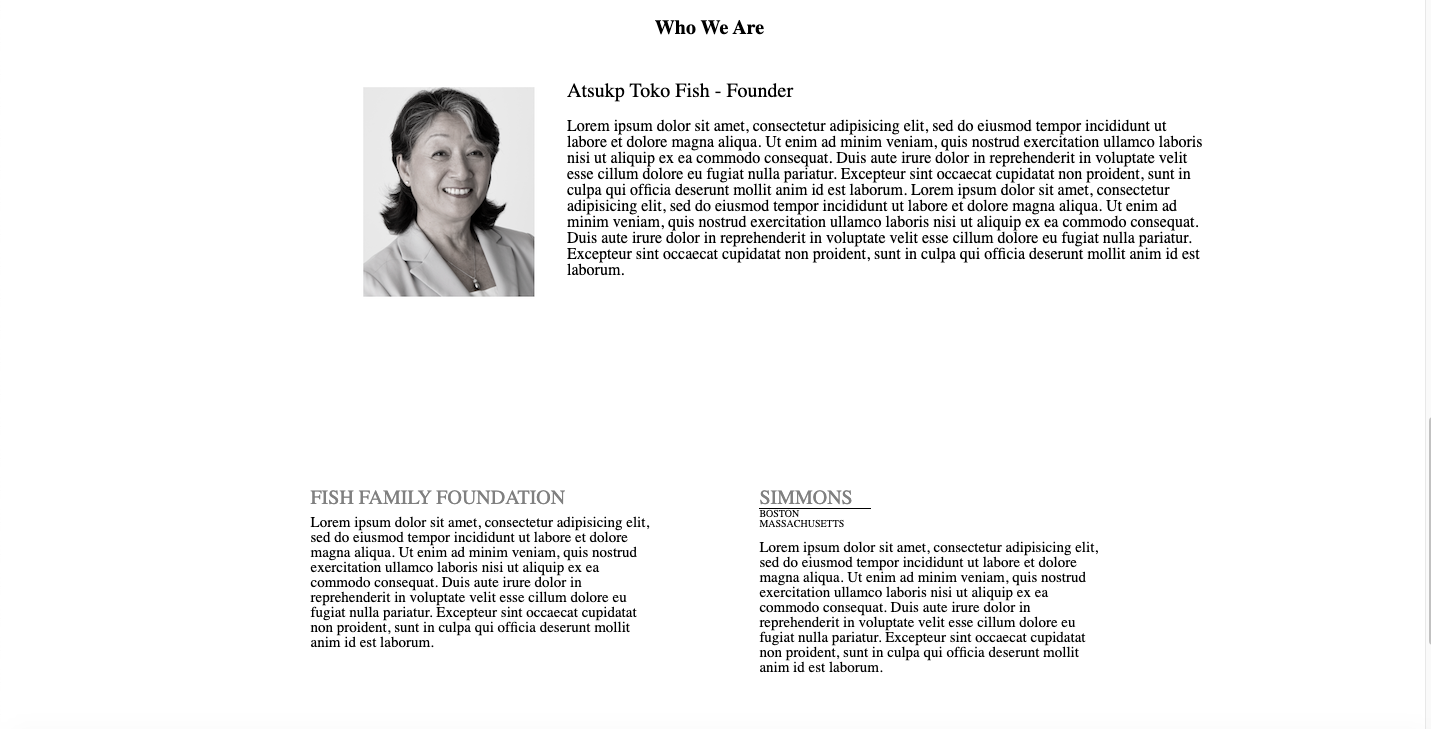 Who We Are
Atsukp Toko Fish - Founder
Lorem ipsum dolor sit amet, consectetur adipisicing elit, sed do eiusmod tempor incididunt ut
labore et dolore magna aliqua. Ut enim ad minim veniam, quis nostrud exercitation ullamco laboris
nisi ut aliquip ex ea commodo consequat. Duis aute irure dolor in reprehenderit in voluptate velit
esse cillum dolore eu fugiat nulla pariatur. Excepteur sint occaecat cupidatat non proident, sunt in
culpa qui officia deserunt mollit anim id est laborum. Lorem ipsum dolor sit amet, consectetur
adipisicing elit, sed do eiusmod tempor incididunt ut labore et dolore magna aliqua. Ut enim ad
minim veniam, quis nostrud exercitation ullamco laboris nisi ut aliquip ex ea commodo consequat.
Duis aute irure dolor in reprehenderit in voluptate velit esse cillum dolore eu fugiat nulla pariatur.
Excepteur sint occaecat cupidatat non proident, sunt in culpa qui officia deserunt mollit anim id est
laborum.
FISH FAMILY FOUNDATION
Lorem ipsum dolor sit amet, consectetur adipisicing elit,
sed do eiusmod tempor incididunt ut labore et dolore
magna aliqua. Ut enim ad minim veniam, quis nostrud
exercitation ullamco laboris nisi ut aliquip ex ea
commodo consequat. Duis aute irure dolor in
reprehenderit in voluptate velit esse cillum dolore eu
fugiat nulla pariatur. Excepteur sint occaecat cupidatat
non proident, sunt in culpa qui officia deserunt mollit
anim id est laborum.
SIMMONS
BOSTON
MASSACHUSETTS
Lorem ipsum dolor sit amet, consectetur adipisicing elit,
sed do eiusmod tempor incididunt ut labore et dolore
magna aliqua. Ut enim ad minim veniam, quis nostrud
exercitation ullamco laboris nisi ut aliquip ex ea
commodo consequat. Duis aute irure dolor in
reprehenderit in voluptate velit esse cillum dolore eu
fugiat nulla pariatur. Excepteur sint occaecat cupidatat
non proident, sunt in culpa qui officia deserunt mollit
anim id est laborum.